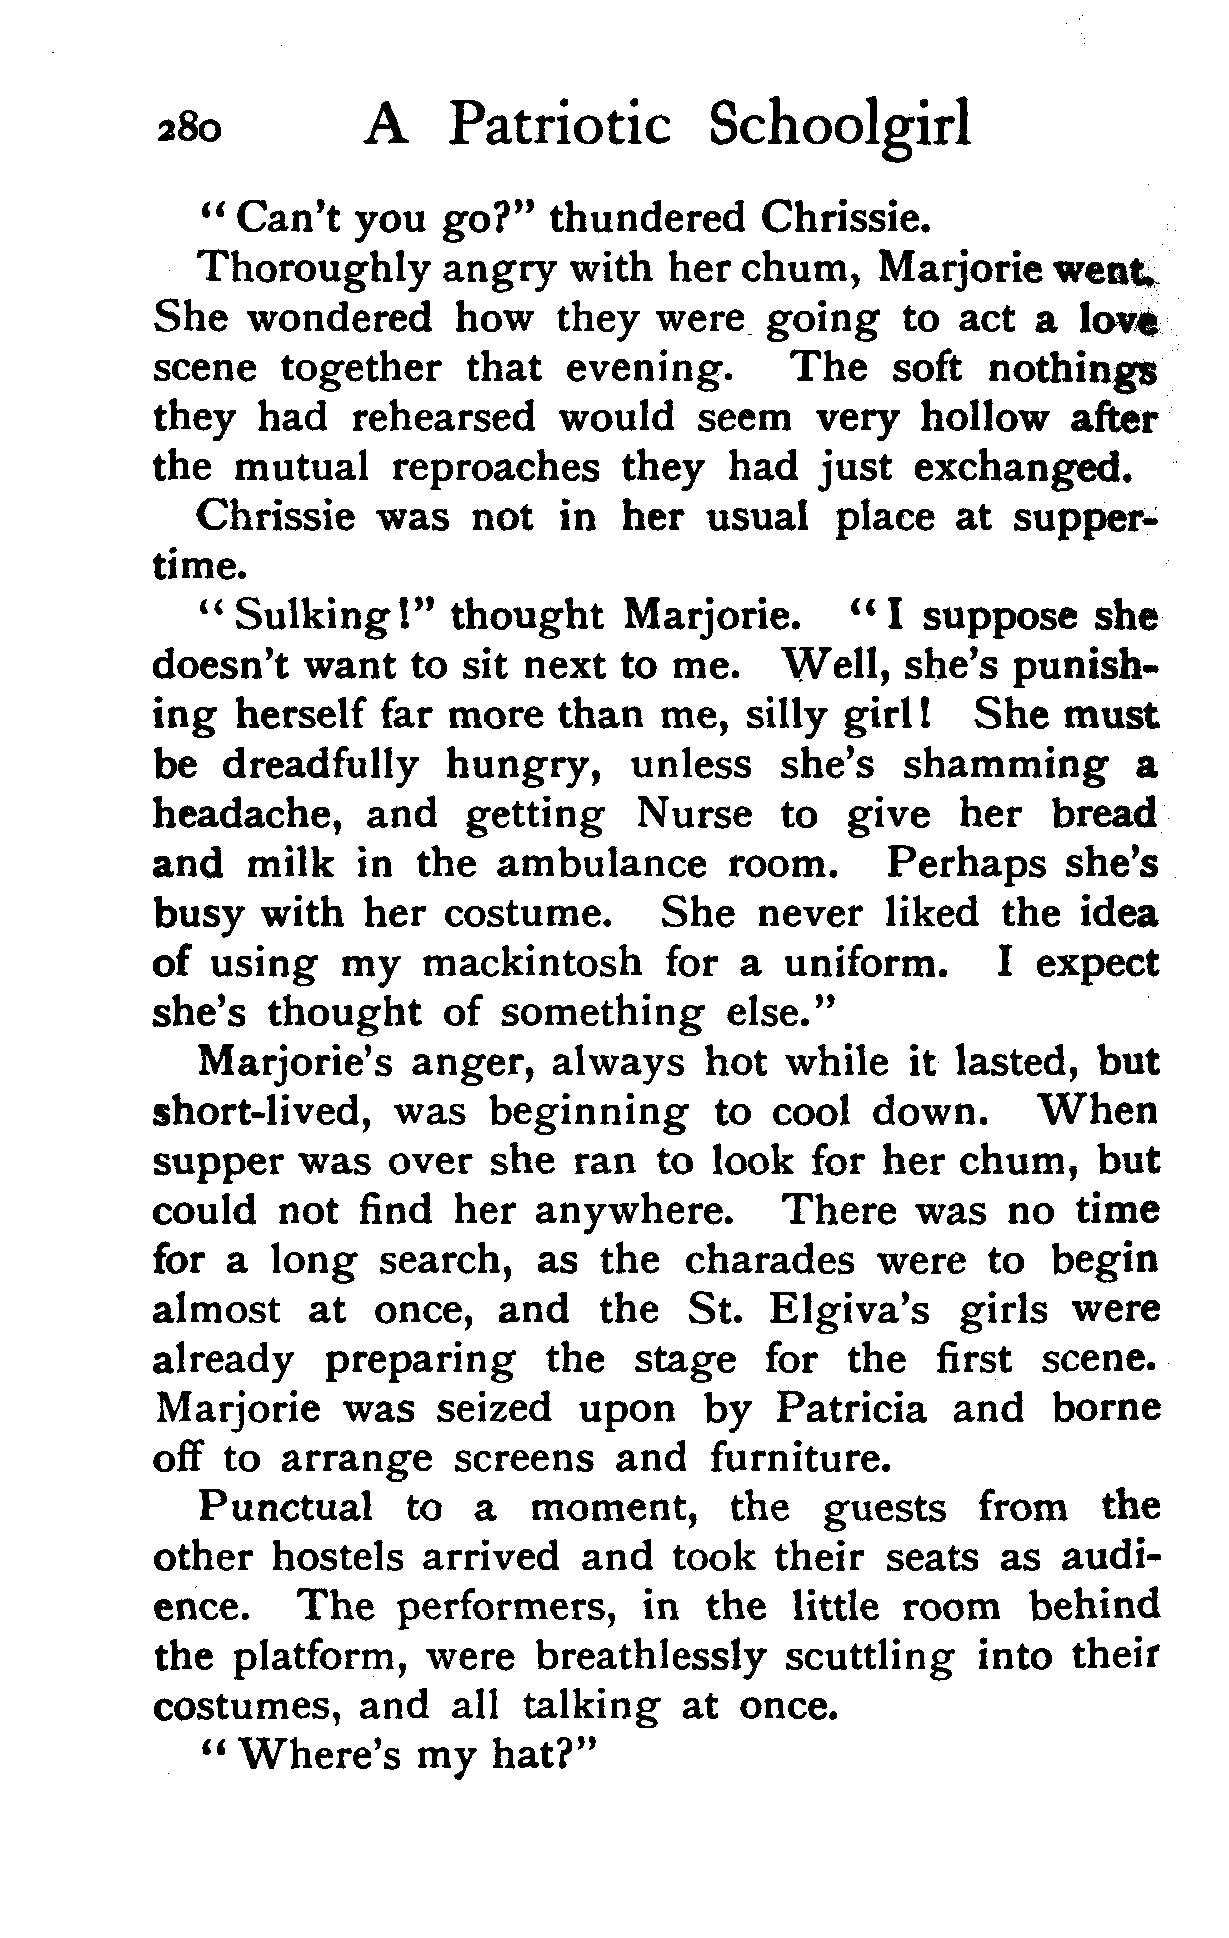 280 A Patriotic Schoolgirl
"Can't you go?" thundered Chrissie.
Thoroughly angry with her chum, Marjorie went.
She wondered how they were going to act a love
scene together that evening. The soft nothings
they had rehearsed would seem very hollow after
the mutual reproaches they had just exchanged.
Chrissie was not in her usual place at supper-
time.
"Sulking!" thought Marjorie. "I suppose she
doesn't want to sit next to me. Well, she's punish-
ing herself far more than me, silly girl! She must
be dreadfully hungry, unless she's shamming a
headache, and getting Nurse to give her bread
and milk in the ambulance room. Perhaps she's
busy with her costume. She never liked the idea
of using my mackintosh for a uniform. I expect
she's thought of something else."
Marjorie's anger, always hot while it lasted, but
short-lived, was beginning to cool down. When
supper was over she ran to look for her chum, but
could not find her anywhere. There was no time
for a long search, as the charades were to begin
almost at once, and the St. Elgiva's girls were
already preparing the stage for the first scene.
Marjorie was seized upon by Patricia and borne
off to arrange screens and furniture.
Punctual to a moment, the guests from the
other hostels arrived and took their seats as audi-
ence. The performers, in the little room behind
the platform, were breathlessly scuttling into their
costumes, and all talking at once.
"Where's my hat?"